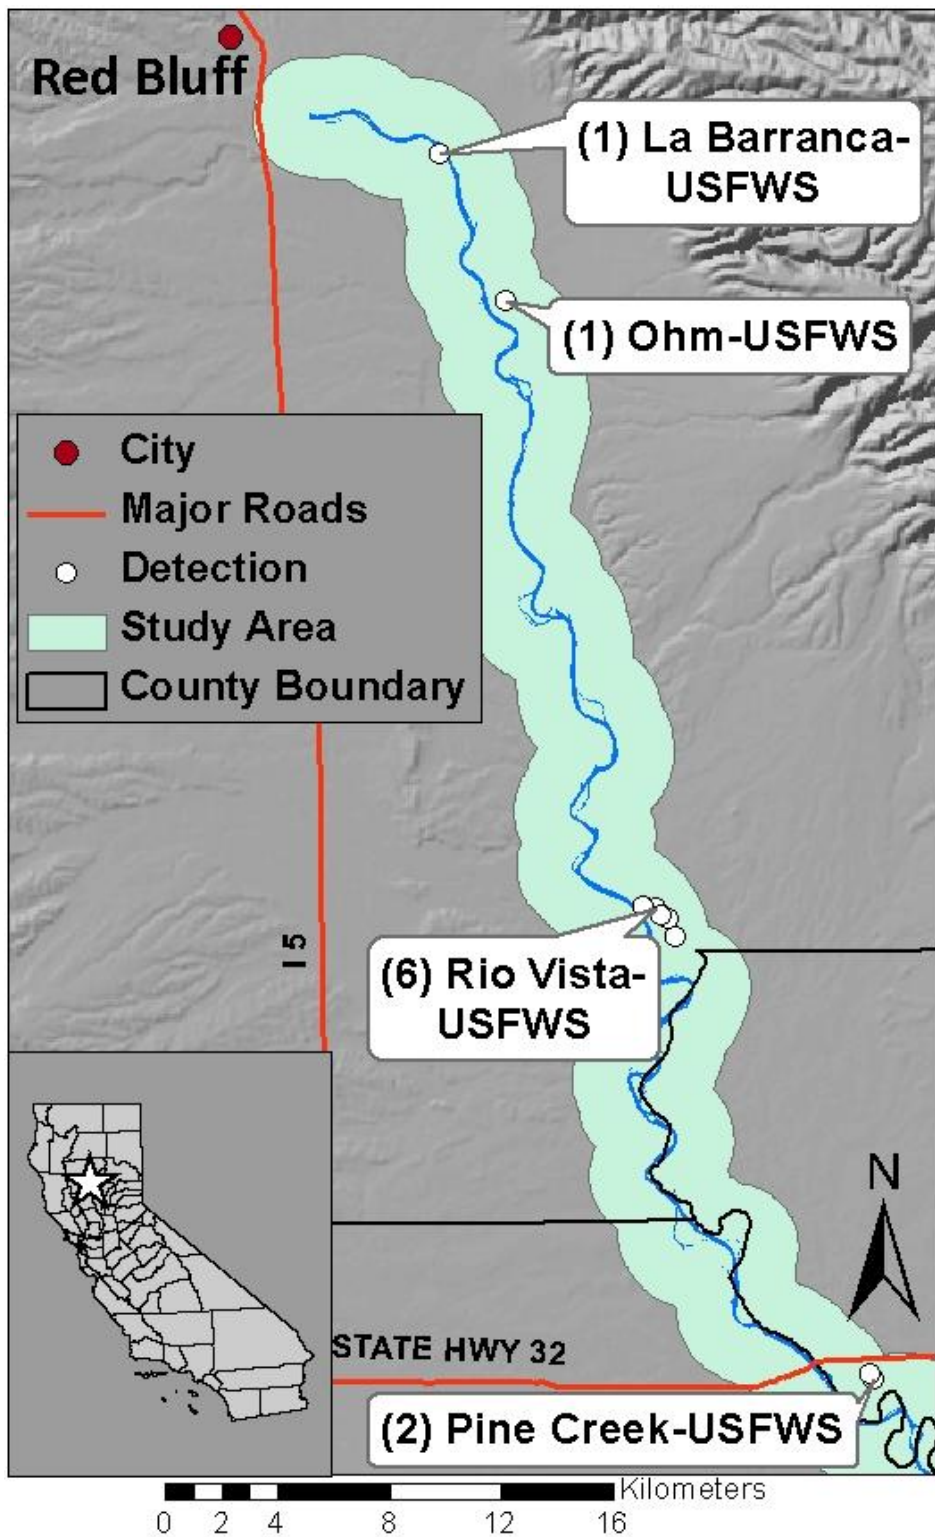 Red Bluff
(1) La Barranca-
USFWS
(1) Ohm-USFWS
City
Major Roads
Detection
Study Area
County Boundary
I 5
(6) Rio Vista-
USFWS
N
STATE HWY 32
(2) Pine Creek-USFWS
Kilometers
0 2 4 8 12 16